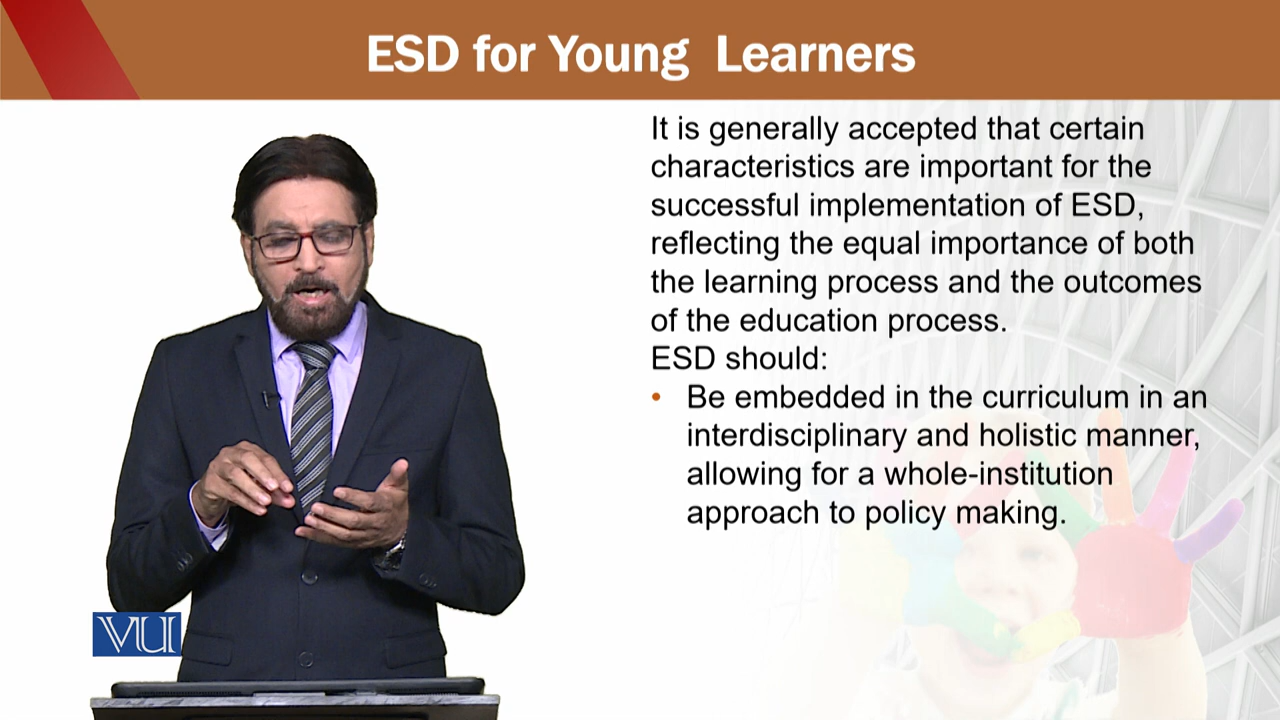 ESD for Young Learners
It is generally accepted that certain
characteristics are important for the
successful implementation of ESD,
reflecting the equal importance of both
the learning process and the outcomes
of the education process.
ESD should:
• Be embedded in the curriculum in an
interdisciplinary and holistic manner,
allowing for a whole-institution
approach to policy making.
VU